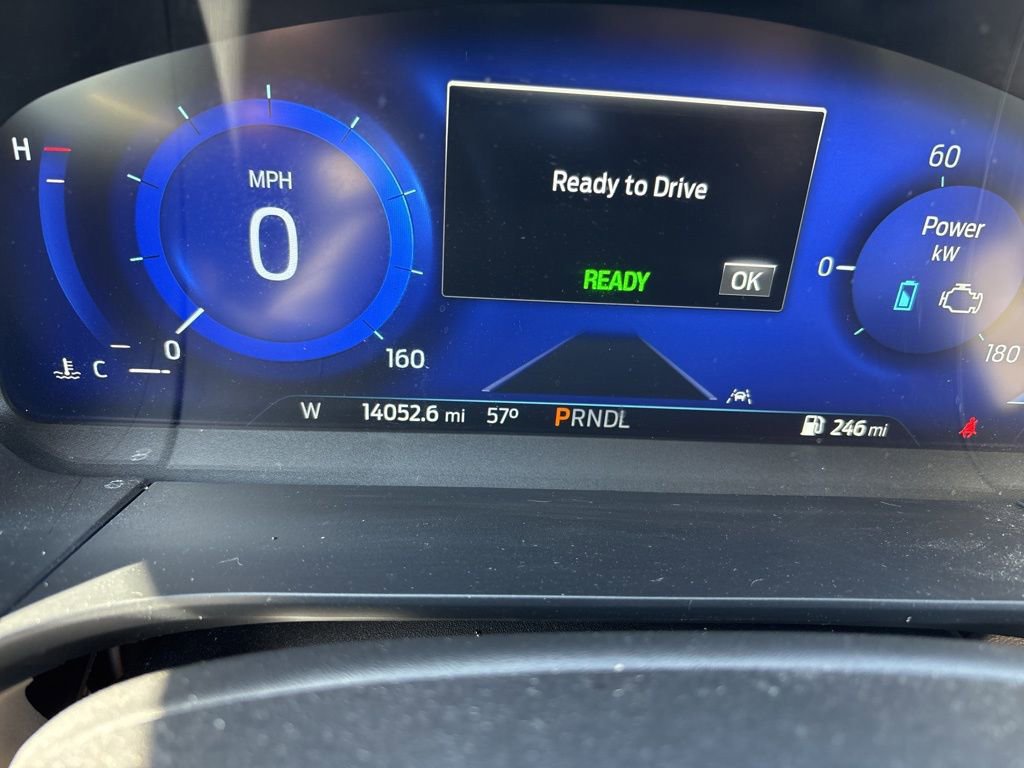 H
MPH
0
0
160
C
Ready to Drive
READY
OK
60
Power
kW
0
180
W 14052.6 mi 57º PRNDL 246 mi